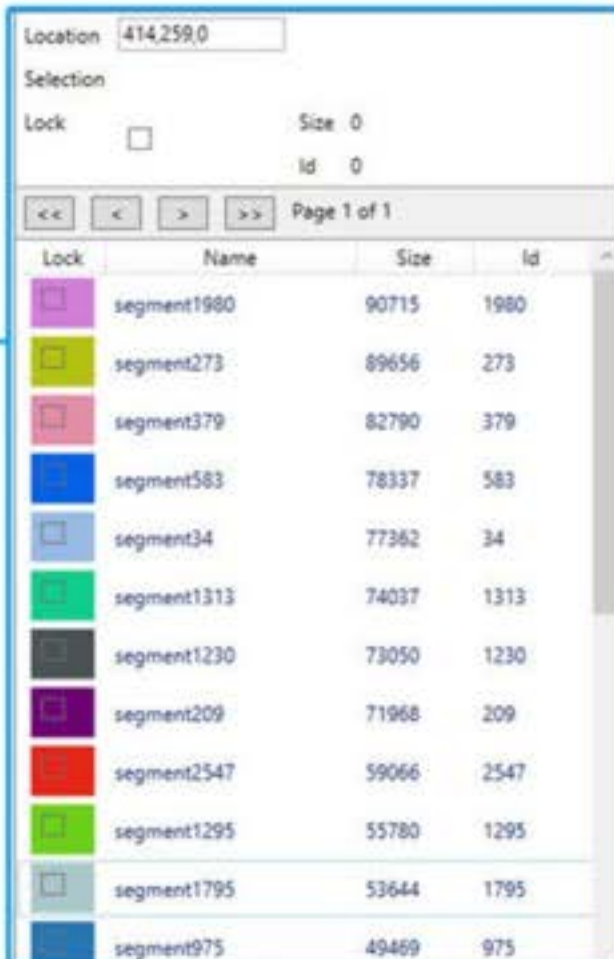 Location 414,259,0
Selection
Lock Size 0
Id 0
<< < > >> Page 1 of 1
Lock Name Size Id
segment1980 90715 1980
segment273 89656 273
segment379 82790 379
segment583 78337 583
segment34 77362 34
segment1313 74037 1313
segment1230 73050 1230
segment209 71968 209
segment2547 59066 2547
segment1295 55780 1295
segment1795 53644 1795
segment975 49469 975